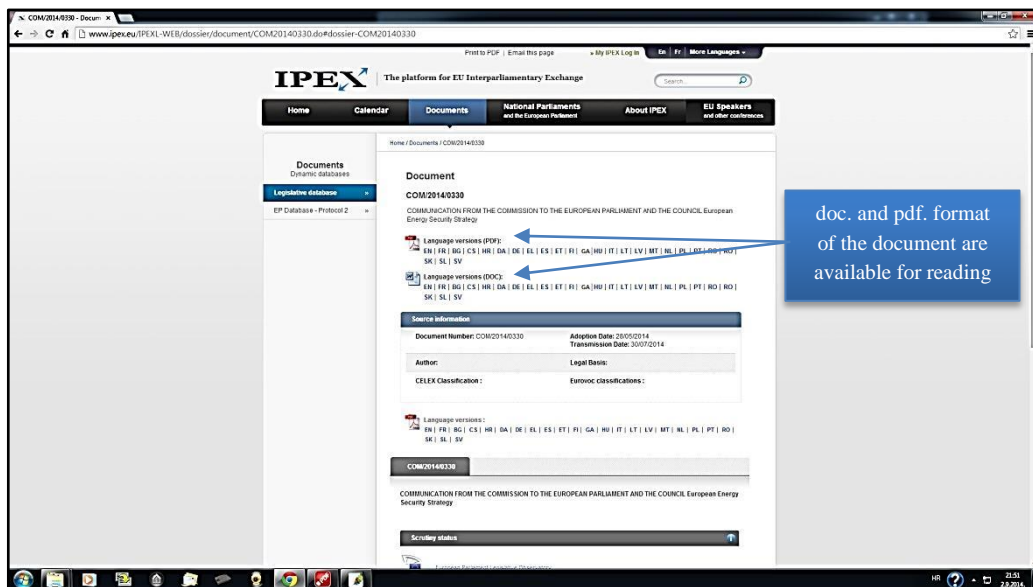 COM/2014/0330 - Docum ×
www.ipex.eu/IPEXL-WEB/dossier/document/COM20140330.do#dossier-COM20140330
Print to PDF | Email this page » My IPEX Log in En Fr More Languages
IPEX The platform for EU Interparliamentary Exchange Search...
Home Calendar Documents National Parliaments and the European Parliament About IPEX EU Speakers and other conferences
Home / Documents / COM/2014/0330
Documents
Dynamic databases
Legislative database »
EP Database - Protocol 2 »
Document
COM/2014/0330
COMMUNICATION FROM THE COMMISSION TO THE EUROPEAN PARLIAMENT AND THE COUNCIL European
Energy Security Strategy
Language versions (PDF):
EN | FR | BG | CS | HR | DA | DE | EL | ES | ET | FI | GA | HU | IT | LT | LV | MT | NL | PL | PT | RO | RO |
SK | SL | SV
Language versions (DOC):
EN | FR | BG | CS | HR | DA | DE | EL | ES | ET | FI | GA | HU | IT | LT | LV | MT | NL | PL | PT | RO | RO |
SK | SL | SV
doc. and pdf. format
of the document are
available for reading
Source information
Document Number: COM/2014/0330 Adoption Date: 28/05/2014
Transmission Date: 30/07/2014
Author: Legal Basis:
CELEX Classification : Eurovoc classifications :
Language versions :
EN | FR | BG | CS | HR | DA | DE | EL | ES | ET | FI | GA | HU | IT | LT | LV | MT | NL | PL | PT | RO |
SK | SL | SV
COM/2014/0330
COMMUNICATION FROM THE COMMISSION TO THE EUROPEAN PARLIAMENT AND THE COUNCIL European Energy
Security Strategy
Scrutiny status
European Parliament Legislative Observatory
HR 21:51
2.9.2014.